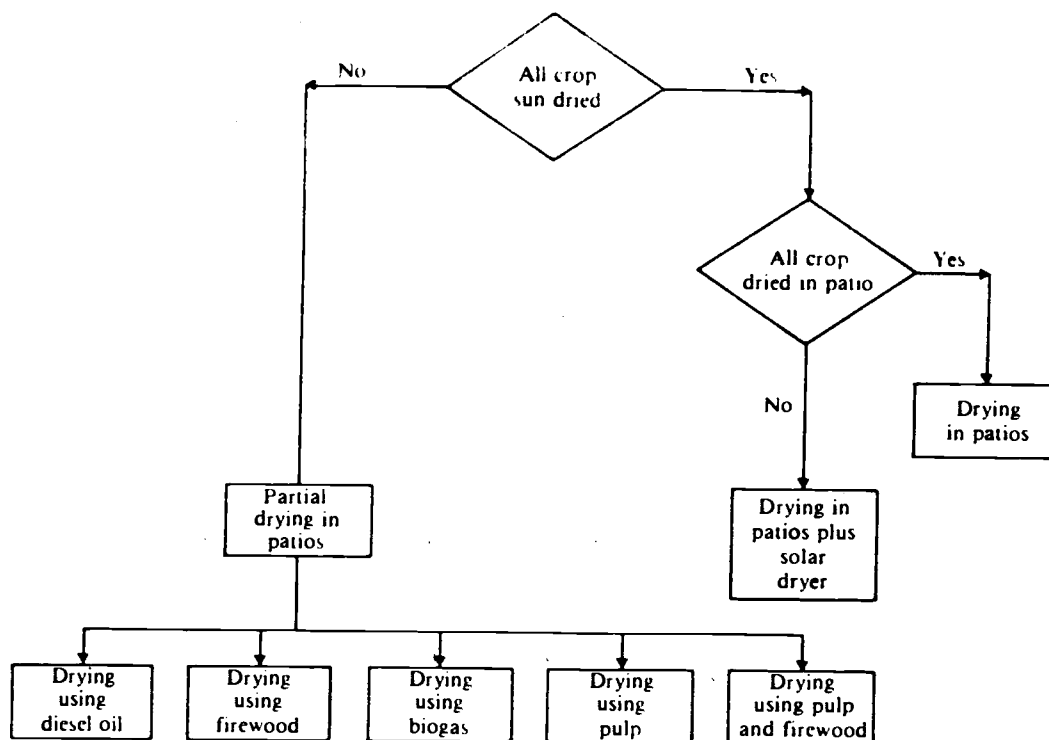 No
All crop
sun dried
Yes
All crop
dried in patio
Yes
No
Drying
in patios
Partial
drying in
patios
Drying in
patios plus
solar
dryer
Drying
using
diesel oil
Drying
using
firewood
Drying
using
biogas
Drying
using
pulp
Drying
using pulp
and firewood